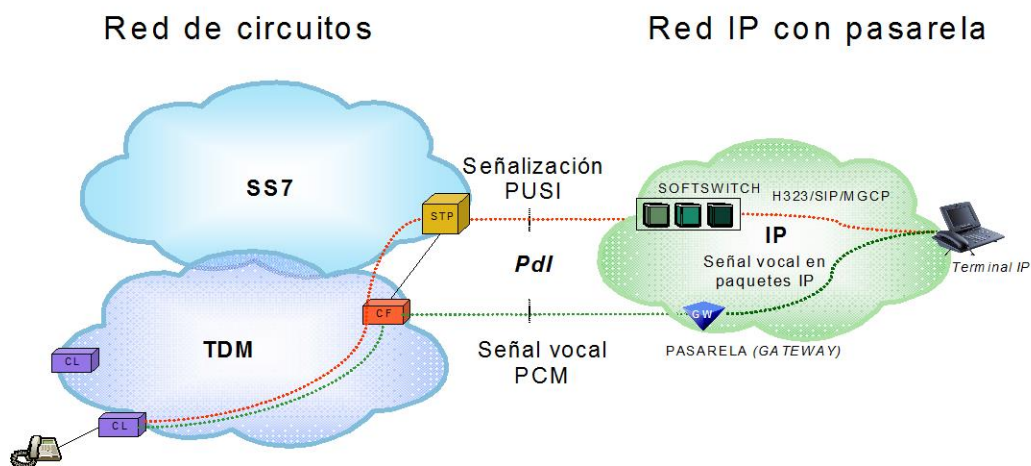 Red de circuitos
Red IP con pasarela
SS7
STP
Señalización
PUSI
SOFTSWITCH
H323/SIP/MGCP
IP
Señal vocal en
paquetes IP
Terminal IP
PdI
CF
TDM
GW
Señal vocal
PCM
PASARELA (GATEWAY)
CL
CL